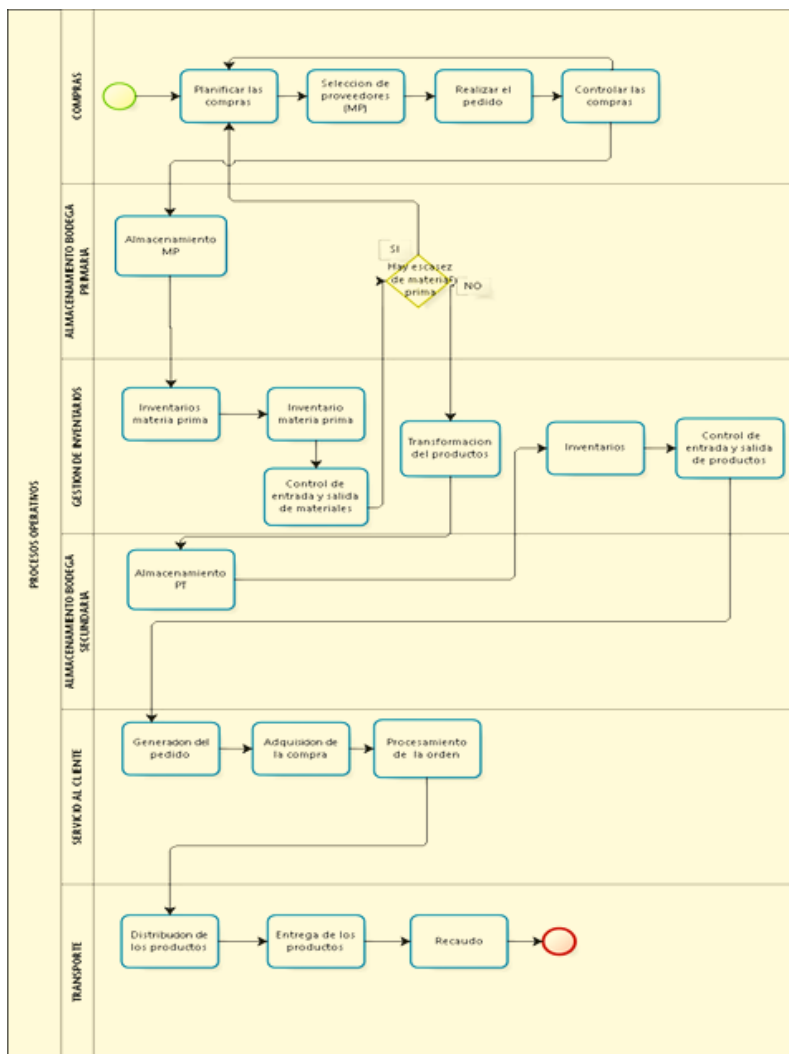 PROCESOS OPERATIVOS
COMPRAS
Planificar las
compras
Seleccion de
proveedores
(MP)
Realizar el
pedido
Controlar las
compras
ALMACENAMIENTO BODEGA
PRIMARIA
Almacenamiento
MP
SI
Hay escasez
de materia
prima
NO
GESTION DE INVENTARIOS
Inventarios
materia prima
Inventario
materia prima
Control de
entrada y salida
de materiales
Transformacion
del productos
Inventarios
Control de
entrada y salida
de productos
ALMACENAMIENTO BODEGA
SECUNDARIA
Almacenamiento
PT
SERVICIO AL CLIENTE
Generacion del
pedido
Adquisicion de
la compra
Procesamiento
de la orden
TRANSPORTE
Distribucion de
los productos
Entrega de los
productos
Recaudo